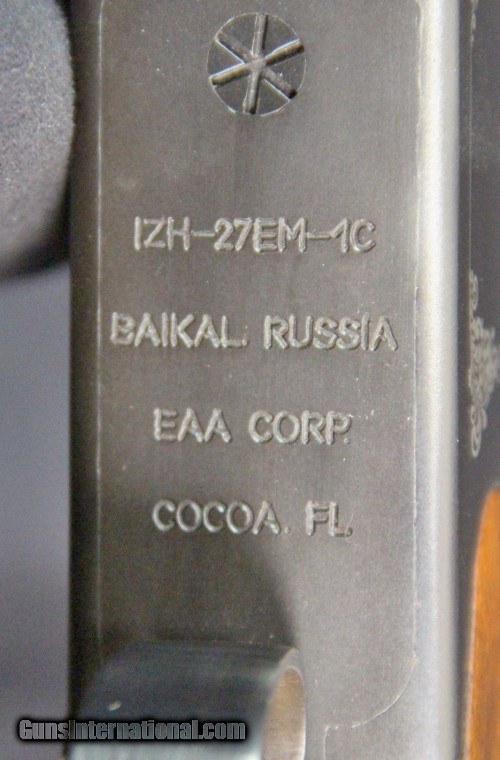 IZH-27EM-1C
BAIKAL. RUSSIA
EAA CORP.
COCOA. FL.
GunsInternational.com